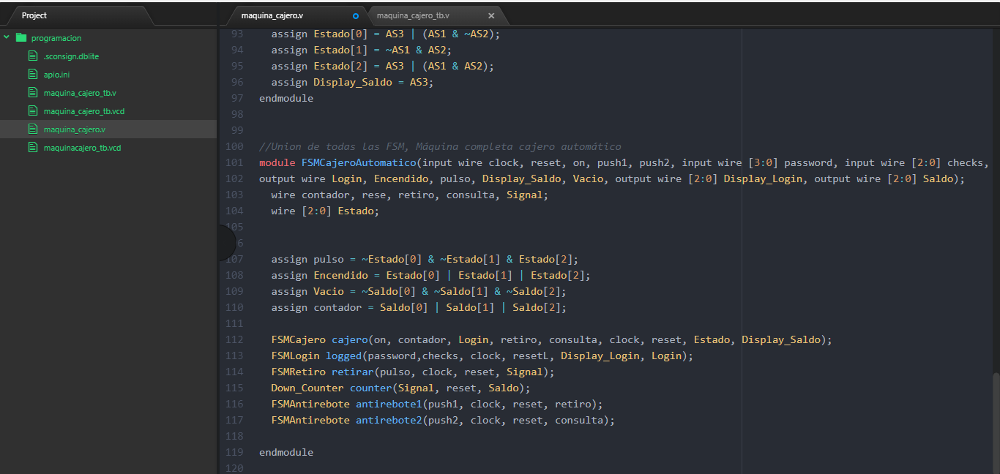 Project
programacion
.sconsign.dblite
apio.ini
maquina_cajero_tb.v
maquina_cajero_tb.vcd
maquina_cajero.v
maquinacajero_tb.vcd
maquina_cajero.v
maquina_cajero_tb.v
93 assign Estado[0] = AS3 | (AS1 & ~AS2);
94 assign Estado[1] = ~AS1 & AS2;
95 assign Estado[2] = AS3 | (AS1 & AS2);
96 assign Display_Saldo = AS3;
97 endmodule
98
99
100 //Union de todas las FSM, Máquina completa cajero automático
101 module FSMCajeroAutomatico(input wire clock, reset, on, push1, push2, input wire [3:0] password, input wire [2:0] checks,
102 output wire Login, Encendido, pulso, Display_Saldo, Vacio, output wire [2:0] Display_Login, output wire [2:0] Saldo);
103 wire contador, rese, retiro, consulta, Signal;
104 wire [2:0] Estado;
105
6
107 assign pulso = ~Estado[0] & ~Estado[1] & Estado[2];
108 assign Encendido = Estado[0] | Estado[1] | Estado[2];
109 assign Vacio = ~Saldo[0] & ~Saldo[1] & ~Saldo[2];
110 assign contador = Saldo[0] | Saldo[1] | Saldo[2];
111
112 FSMCajero cajero(on, contador, Login, retiro, consulta, clock, reset, Estado, Display_Saldo);
113 FSMLogin logged(password,checks, clock, resetL, Display_Login, Login);
114 FSMRetiro retirar(pulso, clock, reset, Signal);
115 Down_Counter counter(Signal, reset, Saldo);
116 FSMAntirebote antirebote1(push1, clock, reset, retiro);
117 FSMAntirebote antirebote2(push2, clock, reset, consulta);
118
119 endmodule
120